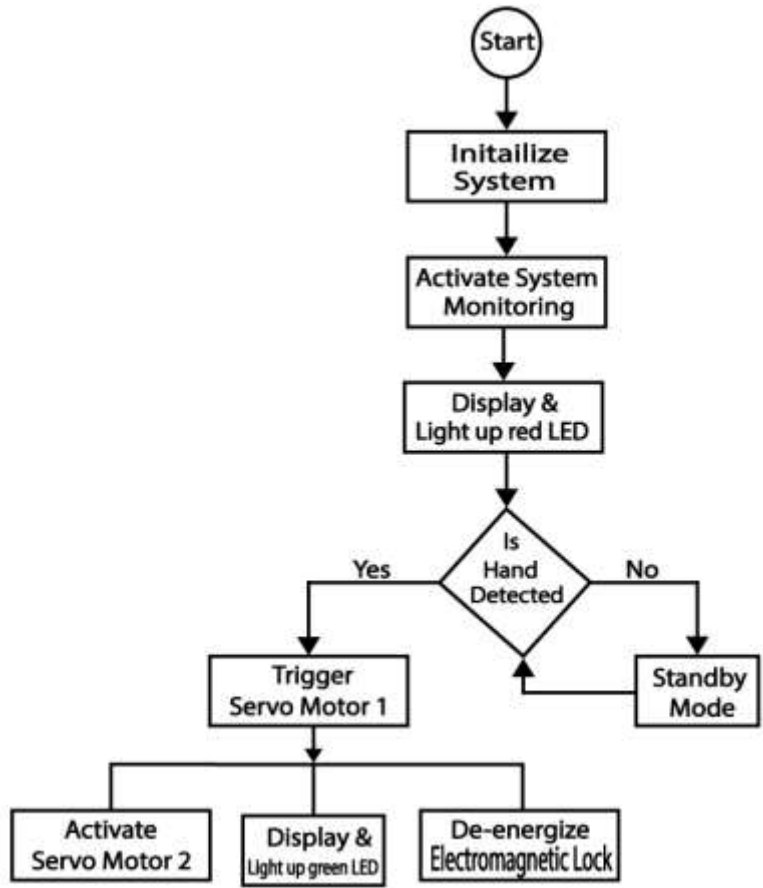 Start
Initailize
System
Activate System
Monitoring
Display &
Light up red LED
Is
Hand
Detected
Yes
No
Trigger
Servo Motor 1
Standby
Mode
Activate
Servo Motor 2
Display &
Light up green LED
De-energize
Electromagnetic Lock